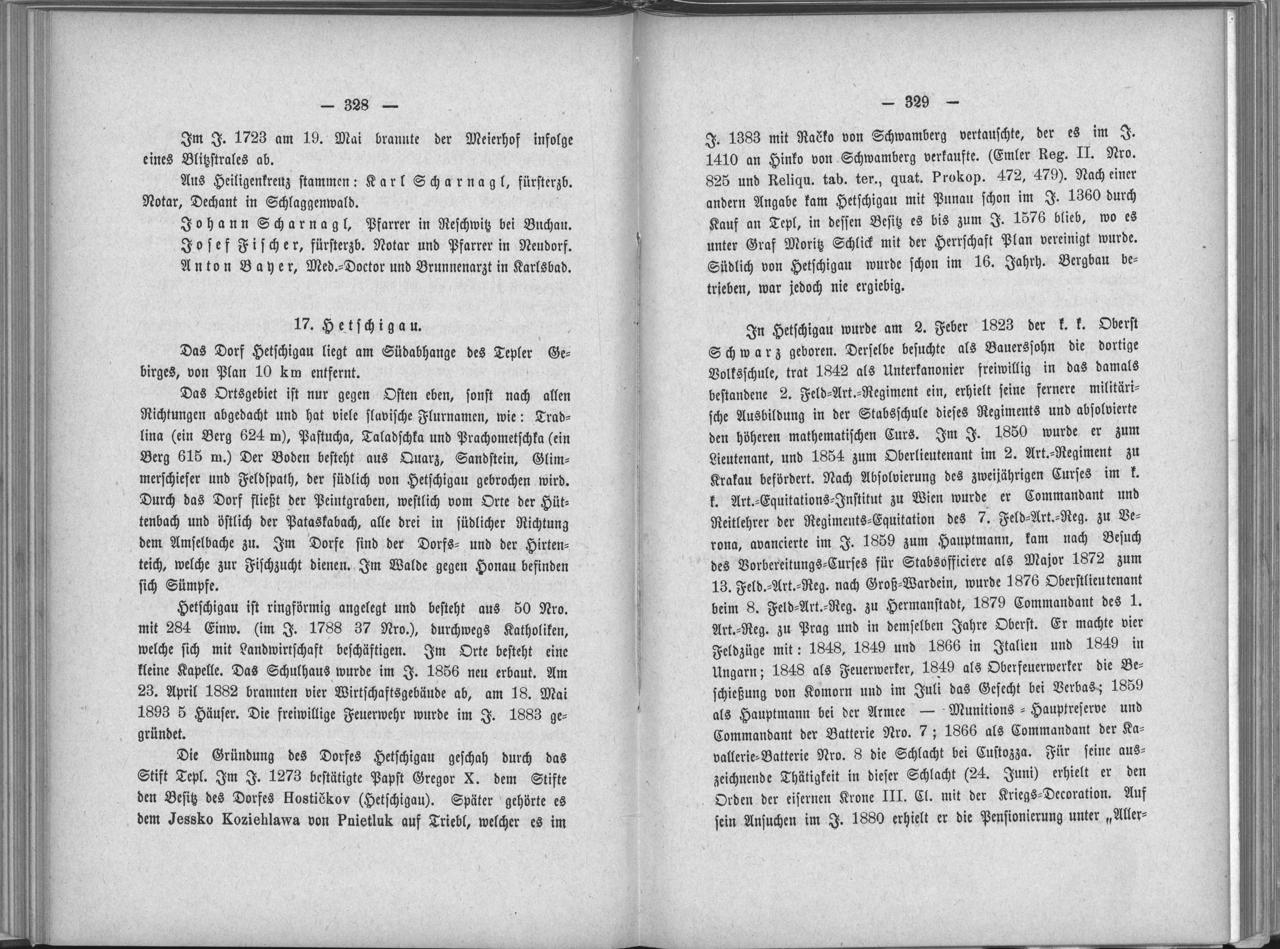 — 328 —
Im J. 1723 am 19. Mai brannte der Meierhof infolge
eines Blitzstrales ab.
Aus Heiligenkreuz stammen: Karl Scharnagl, fürsterzb.
Notar, Dechant in Schlaggenwald.
Johann Scharnagl, Pfarrer in Reschwitz bei Buchau.
Josef Fischer, fürsterzb. Notar und Pfarrer in Neudorf.
Anton Bayer, Med.-Doctor und Brunnenarzt in Karlsbad.
17. Hetschigau.
Das Dorf Hetschigau liegt am Südabhange des Tepler Ge-
birges, von Plan 10 km entfernt.
Das Ortsgebiet ist nur gegen Osten eben, sonst nach allen
Richtungen abgedacht und hat viele slavische Flurnamen, wie: Trad-
lina (ein Berg 624 m), Pastucha, Taladschka und Prachometschka (ein
Berg 615 m.) Der Boden besteht aus Quarz, Sandstein, Glim-
merschiefer und Feldspath, der südlich von Hetschigau gebrochen wird.
Durch das Dorf fließt der Peintgraben, westlich vom Orte der Hüt-
tenbach und östlich der Pataskabach, alle drei in südlicher Richtung
dem Amselbache zu. Im Dorfe sind der Dorf- und der Hirten-
teich, welche zur Fischzucht dienen. Im Walde gegen Honau befinden
sich Sümpfe.
Hetschigau ist ringförmig angelegt und besteht aus 50 Nro.
mit 284 Einw. (im J. 1788 37 Nro.), durchwegs Katholiken,
welche sich mit Landwirtschaft beschäftigen. Im Orte besteht eine
kleine Kapelle. Das Schulhaus wurde im J. 1856 neu erbaut. Am
23. April 1882 brannten vier Wirtschaftsgebäude ab, am 18. Mai
1893 5 Häuser. Die freiwillige Feuerwehr wurde im J. 1883 ge-
gründet.
Die Gründung des Dorfes Hetschigau geschah durch das
Stift Tepl. Im J. 1273 bestätigte Papst Gregor X. dem Stifte
den Besitz des Dorfes Hostičkov (Hetschigau). Später gehörte es
dem Jessko Koziehlawa von Pnietluk auf Triebl, welcher es im
— 329 —
J. 1383 mit Račko von Schwamberg vertauschte, der es im J.
1410 an Hinko von Schwamberg verkaufte. (Emler Reg. II. Nro.
825 und Reliqu. tab. ter., quat. Prokop. 472, 479). Nach einer
andern Angabe kam Hetschigau mit Punau schon im J. 1360 durch
Kauf an Tepl, in dessen Besitz es bis zum J. 1576 blieb, wo es
unter Graf Moritz Schlick mit der Herrschaft Plan vereinigt wurde.
Südlich von Hetschigau wurde schon im 16. Jahrh. Bergbau be-
trieben, war jedoch nie ergiebig.
In Hetschigau wurde am 2. Feber 1823 der k. k. Oberst
Schwarz geboren. Derselbe besuchte als Bauerssohn die dortige
Volksschule, trat 1842 als Unterkanonier freiwillig in das damals
bestandene 2. Feld-Art.-Regiment ein, erhielt seine fernere militäri-
sche Ausbildung in der Stabsschule dieses Regiments und absolvierte
den höheren mathematischen Curs. Im J. 1850 wurde er zum
Lieutenant, und 1854 zum Oberlieutenant im 2. Art.-Regiment zu
Krakau befördert. Nach Absolvierung des zweijährigen Curses im k.
k. Art.-Equitations-Institut zu Wien wurde er Commandant und
Reitlehrer der Regiments-Equitation des 7. Feld-Art.-Reg. zu Ve-
rona, avancierte im J. 1859 zum Hauptmann, kam nach Besuch
des Vorbereitungs-Curses für Stabsofficiere als Major 1872 zum
13. Feld.-Art.-Reg. nach Groß-Wardein, wurde 1876 Oberstlieutenant
beim 8. Feld-Art.-Reg. zu Hermanstadt, 1879 Commandant des 1.
Art.-Reg. zu Prag und in demselben Jahre Oberst. Er machte vier
Feldzüge mit: 1848, 1849 und 1866 in Italien und 1849 in
Ungarn; 1848 als Feuerwerker, 1849 als Oberfeuerwerker die Be-
schießung von Komorn und im Juli das Gefecht bei Verbas; 1859
als Hauptmann bei der Armee — Munitions-Hauptreserve und
Commandant der Batterie Nro. 7; 1866 als Commandant der Ka-
vallerie-Batterie Nro. 8 die Schlacht bei Custozza. Für seine aus-
zeichnende Thätigkeit in dieser Schlacht (24. Juni) erhielt er den
Orden der eisernen Krone III. Cl. mit der Kriegs-Decoration. Auf
sein Ansuchen im J. 1880 erhielt er die Pensionierung unter „Aller-